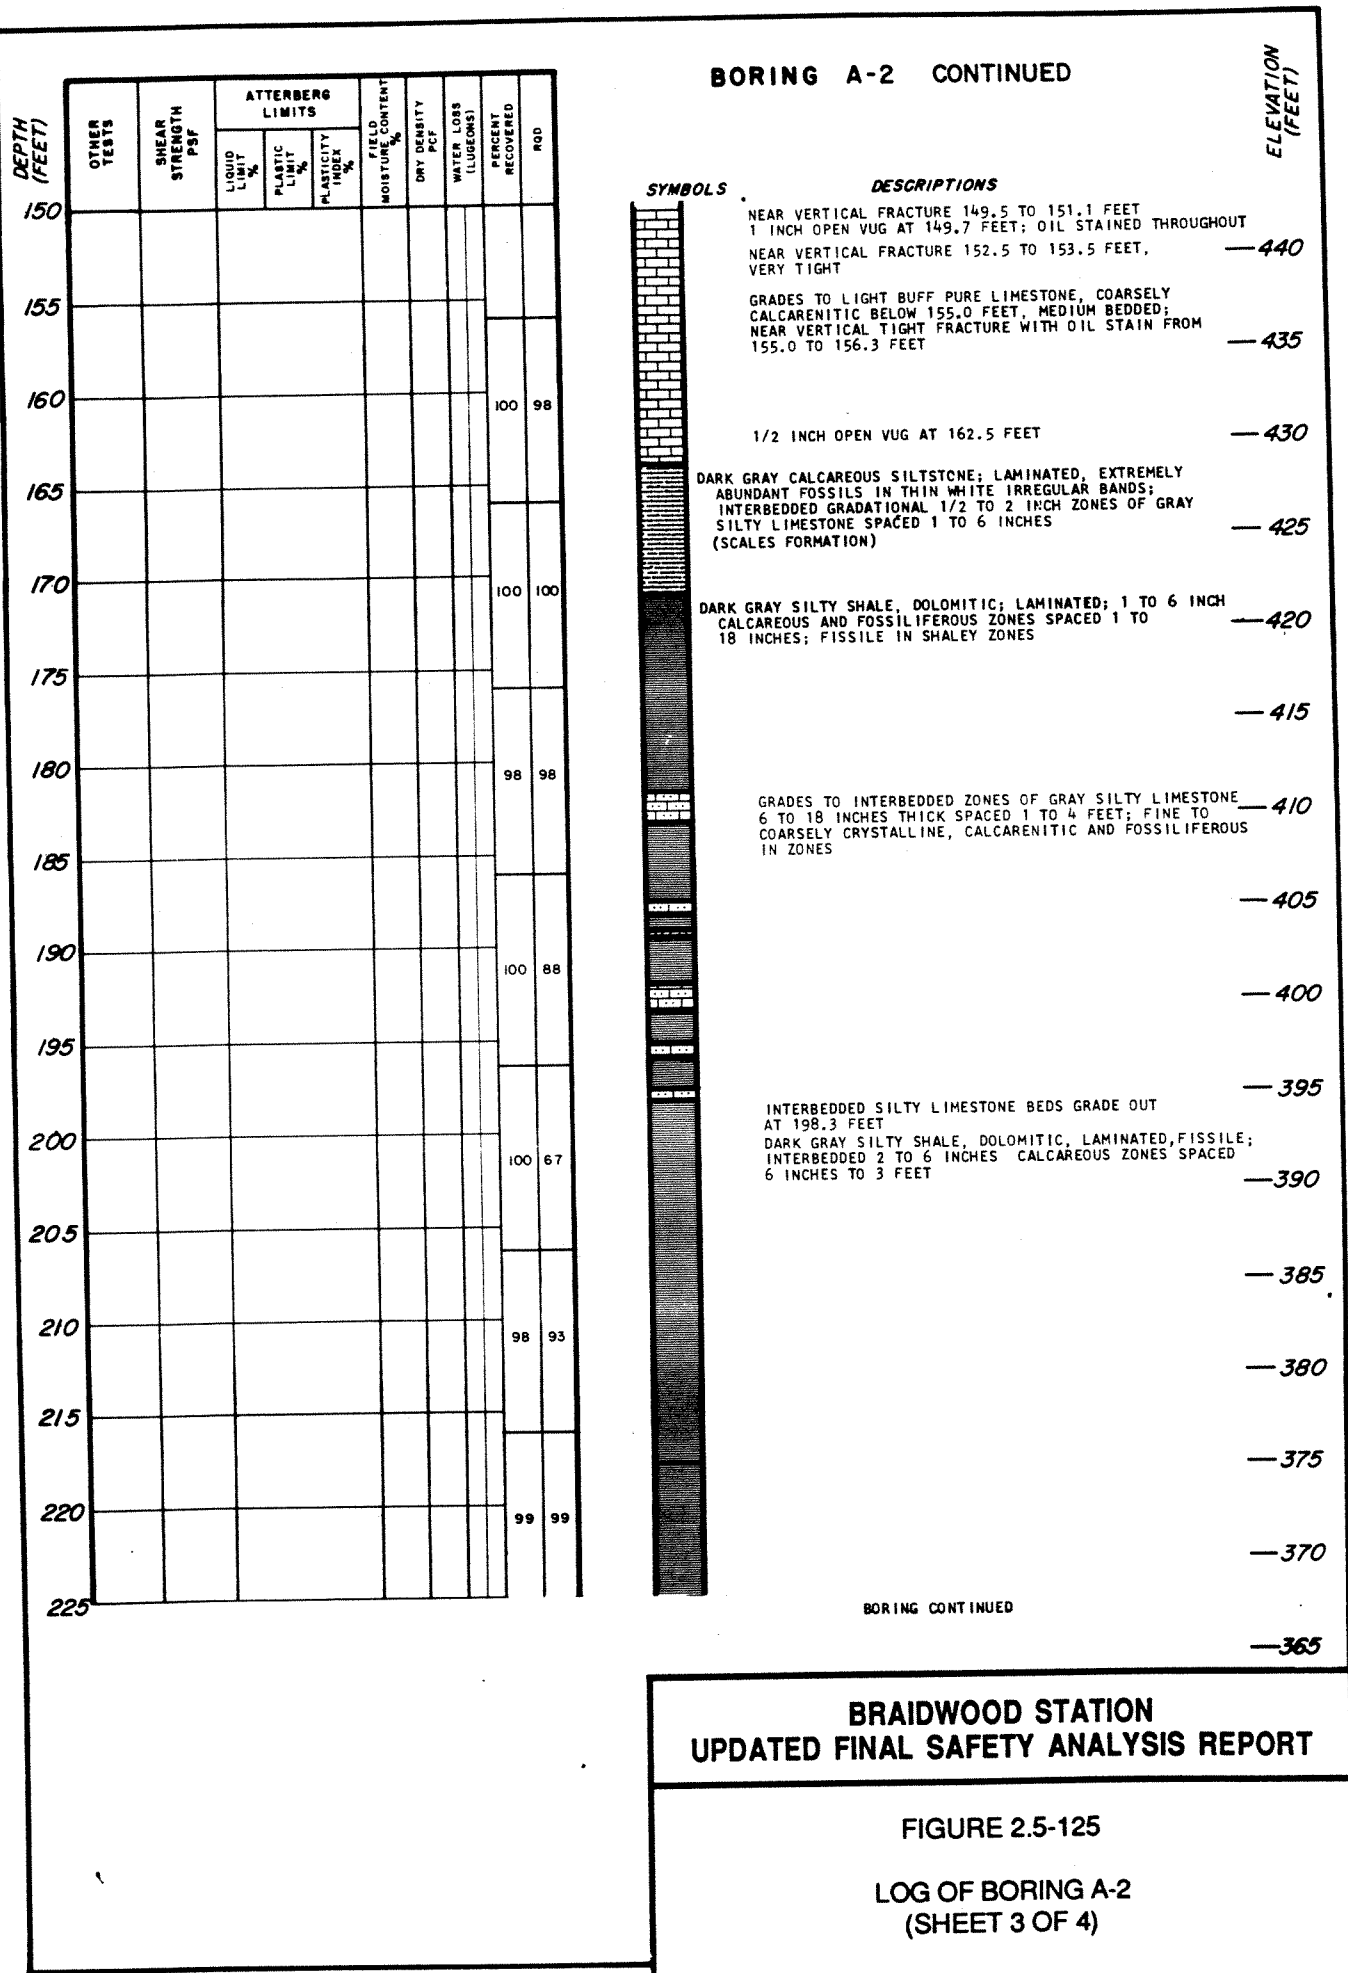 BORING A-2 CONTINUED
DEPTH (FEET)
OTHER TESTS
SHEAR STRENGTH PSF
ATTERBERG LIMITS
LIQUID LIMIT %
PLASTIC LIMIT %
PLASTICITY INDEX %
FIELD MOISTURE CONTENT %
DRY DENSITY PCF
WATER LOSS (LUGEONS)
PERCENT RECOVERED
RQD
ELEVATION (FEET)
SYMBOLS
DESCRIPTIONS
150
NEAR VERTICAL FRACTURE 149.5 TO 151.1 FEET
1 INCH OPEN VUG AT 149.7 FEET; OIL STAINED THROUGHOUT
440
NEAR VERTICAL FRACTURE 152.5 TO 153.5 FEET,
VERY TIGHT
155
GRADES TO LIGHT BUFF PURE LIMESTONE, COARSELY
CALCARENITIC BELOW 155.0 FEET, MEDIUM BEDDED;
NEAR VERTICAL TIGHT FRACTURE WITH OIL STAIN FROM
155.0 TO 156.3 FEET
435
160
100 98
1/2 INCH OPEN VUG AT 162.5 FEET
430
165
DARK GRAY CALCAREOUS SILTSTONE; LAMINATED, EXTREMELY
ABUNDANT FOSSILS IN THIN WHITE IRREGULAR BANDS;
INTERBEDDED GRADATIONAL 1/2 TO 2 INCH ZONES OF GRAY
SILTY LIMESTONE SPACED 1 TO 6 INCHES
(SCALES FORMATION)
425
170
100 100
DARK GRAY SILTY SHALE, DOLOMITIC; LAMINATED; 1 TO 6 INCH
CALCAREOUS AND FOSSILIFEROUS ZONES SPACED 1 TO
18 INCHES; FISSILE IN SHALEY ZONES
420
175
415
180
98 98
GRADES TO INTERBEDDED ZONES OF GRAY SILTY LIMESTONE
6 TO 18 INCHES THICK SPACED 1 TO 4 FEET; FINE TO
COARSELY CRYSTALLINE, CALCARENITIC AND FOSSILIFEROUS
IN ZONES
410
185
405
190
100 88
400
195
395
INTERBEDDED SILTY LIMESTONE BEDS GRADE OUT
AT 198.3 FEET
200
DARK GRAY SILTY SHALE, DOLOMITIC, LAMINATED, FISSILE;
INTERBEDDED 2 TO 6 INCHES CALCAREOUS ZONES SPACED
6 INCHES TO 3 FEET
100 67
390
205
385
210
98 93
380
215
375
220
99 99
370
225
BORING CONTINUED
365
BRAIDWOOD STATION
UPDATED FINAL SAFETY ANALYSIS REPORT
FIGURE 2.5-125
LOG OF BORING A-2
(SHEET 3 OF 4)